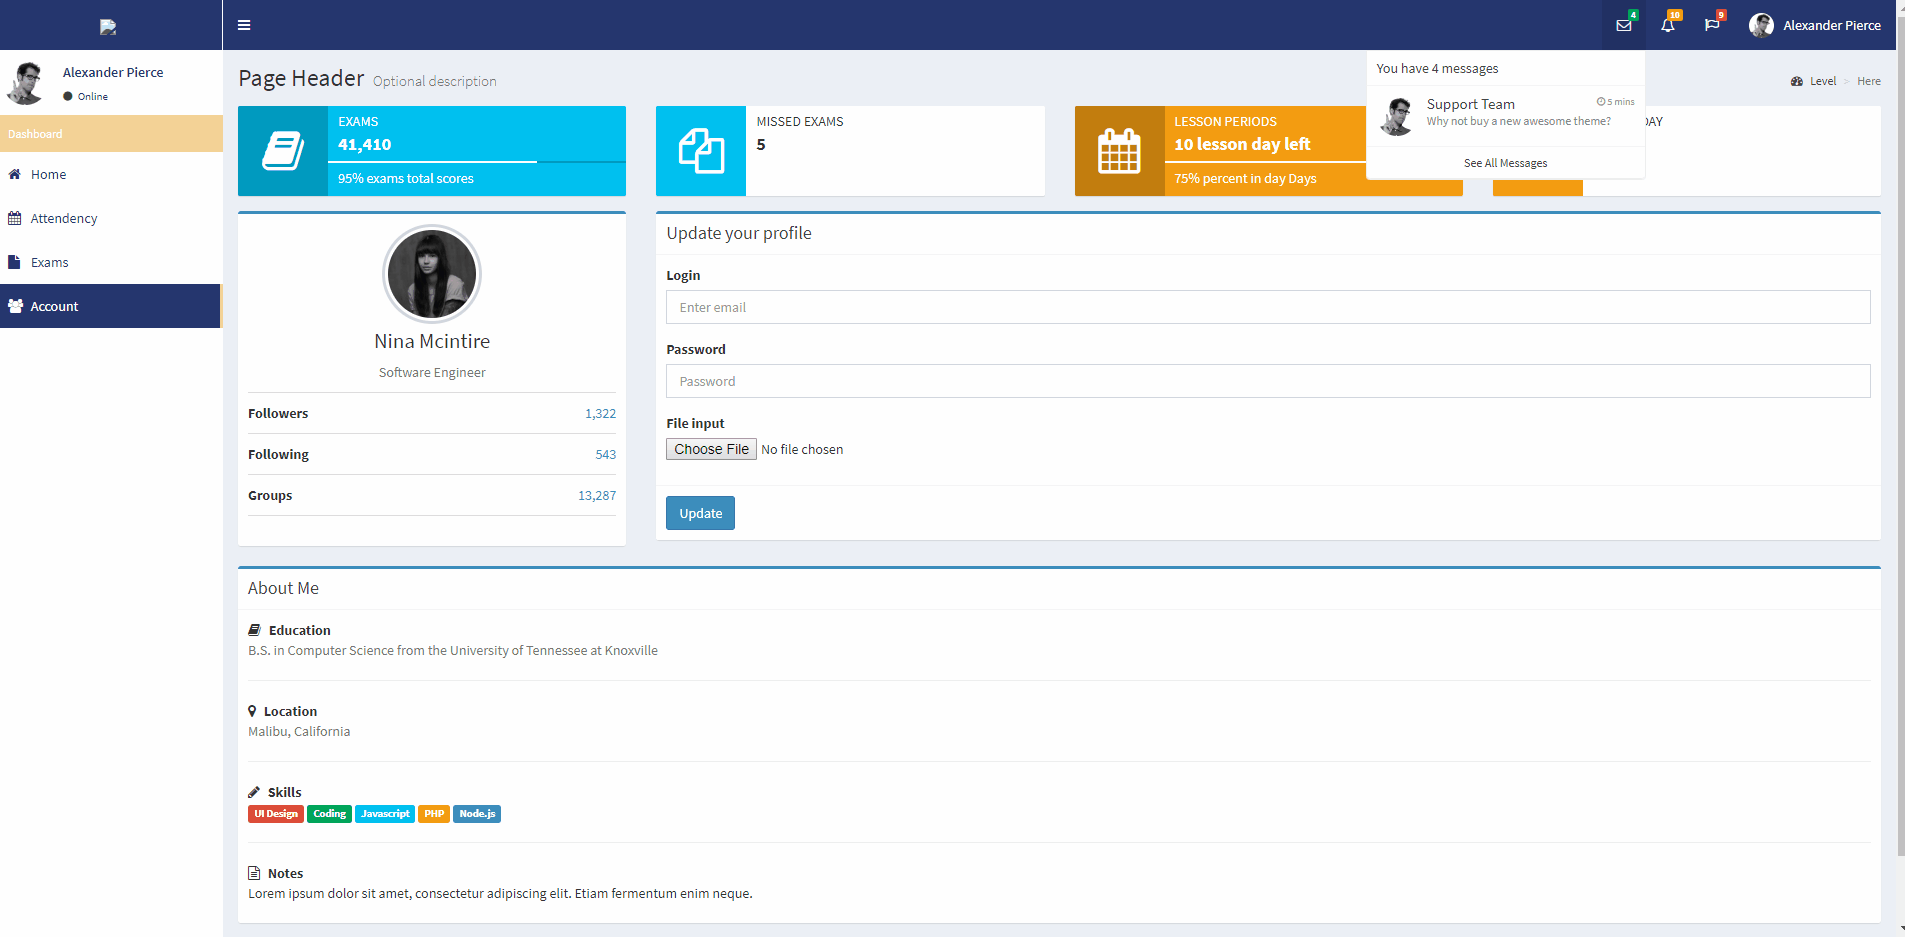 4
10
9
Alexander Pierce
Alexander Pierce
Online
Dashboard
Home
Attendency
Exams
Account
Page Header Optional description
Level > Here
You have 4 messages
Support Team 5 mins
Why not buy a new awesome theme?
See All Messages
EXAMS
41,410
95% exams total scores
MISSED EXAMS
5
LESSON PERIODS
10 lesson day left
75% percent in day Days
Nina Mcintire
Software Engineer
Followers 1,322
Following 543
Groups 13,287
Update your profile
Login
Enter email
Password
Password
File input
Choose File No file chosen
Update
About Me
Education
B.S. in Computer Science from the University of Tennessee at Knoxville
Location
Malibu, California
Skills
UI Design Coding Javascript PHP Node.js
Notes
Lorem ipsum dolor sit amet, consectetur adipiscing elit. Etiam fermentum enim neque.